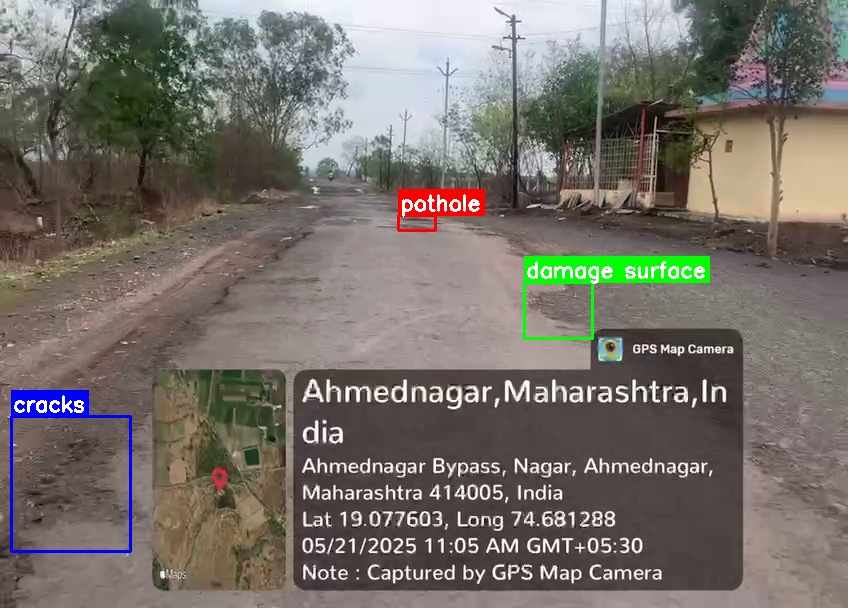 pothole
damage surface
GPS Map Camera
cracks
Ahmednagar,Maharashtra,In
dia
Ahmednagar Bypass, Nagar, Ahmednagar,
Maharashtra 414005, India
Lat 19.077603, Long 74.681288
05/21/2025 11:05 AM GMT+05:30
Note : Captured by GPS Map Camera
Maps